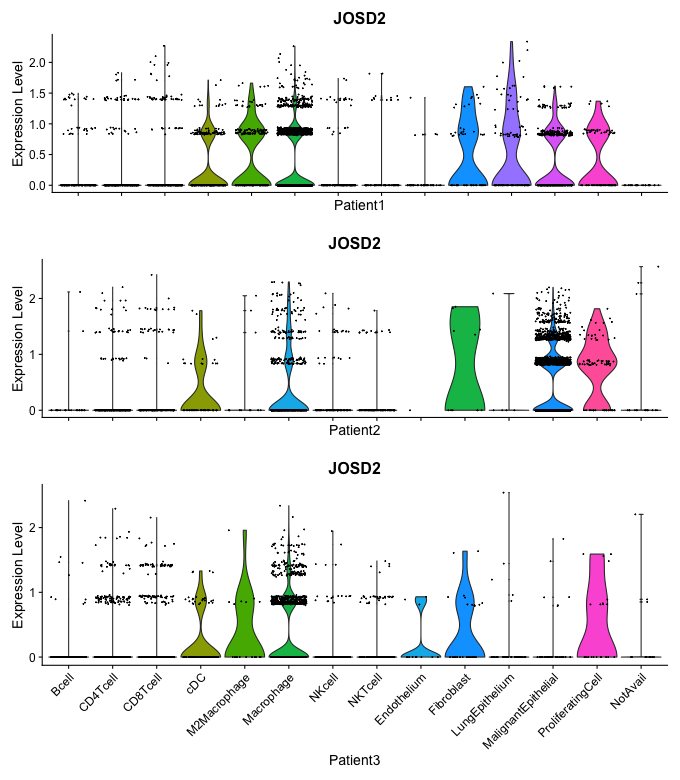 JOSD2
Expression Level
2.0
1.5
1.0
0.5
0.0
Patient1
JOSD2
Expression Level
2
1
0
Patient2
JOSD2
Expression Level
2
1
0
Bcell
CD4Tcell
CD8Tcell
cDC
M2Macrophage
Macrophage
NKcell
NKTcell
Endothelium
Fibroblast
LungEpithelium
MalignantEpithelial
ProliferatingCell
NotAvail
Patient3